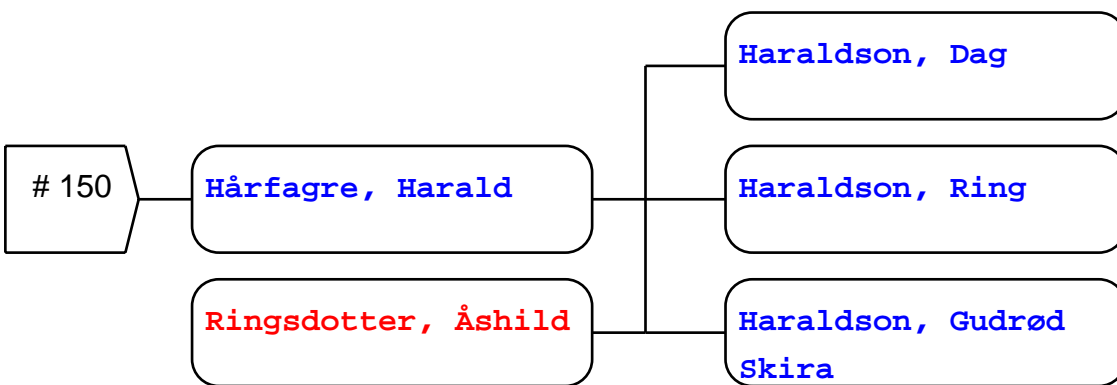 Haraldson, Dag
# 150
Hårfagre, Harald
Haraldson, Ring
Ringsdotter, Åshild
Haraldson, Gudrød
Skira